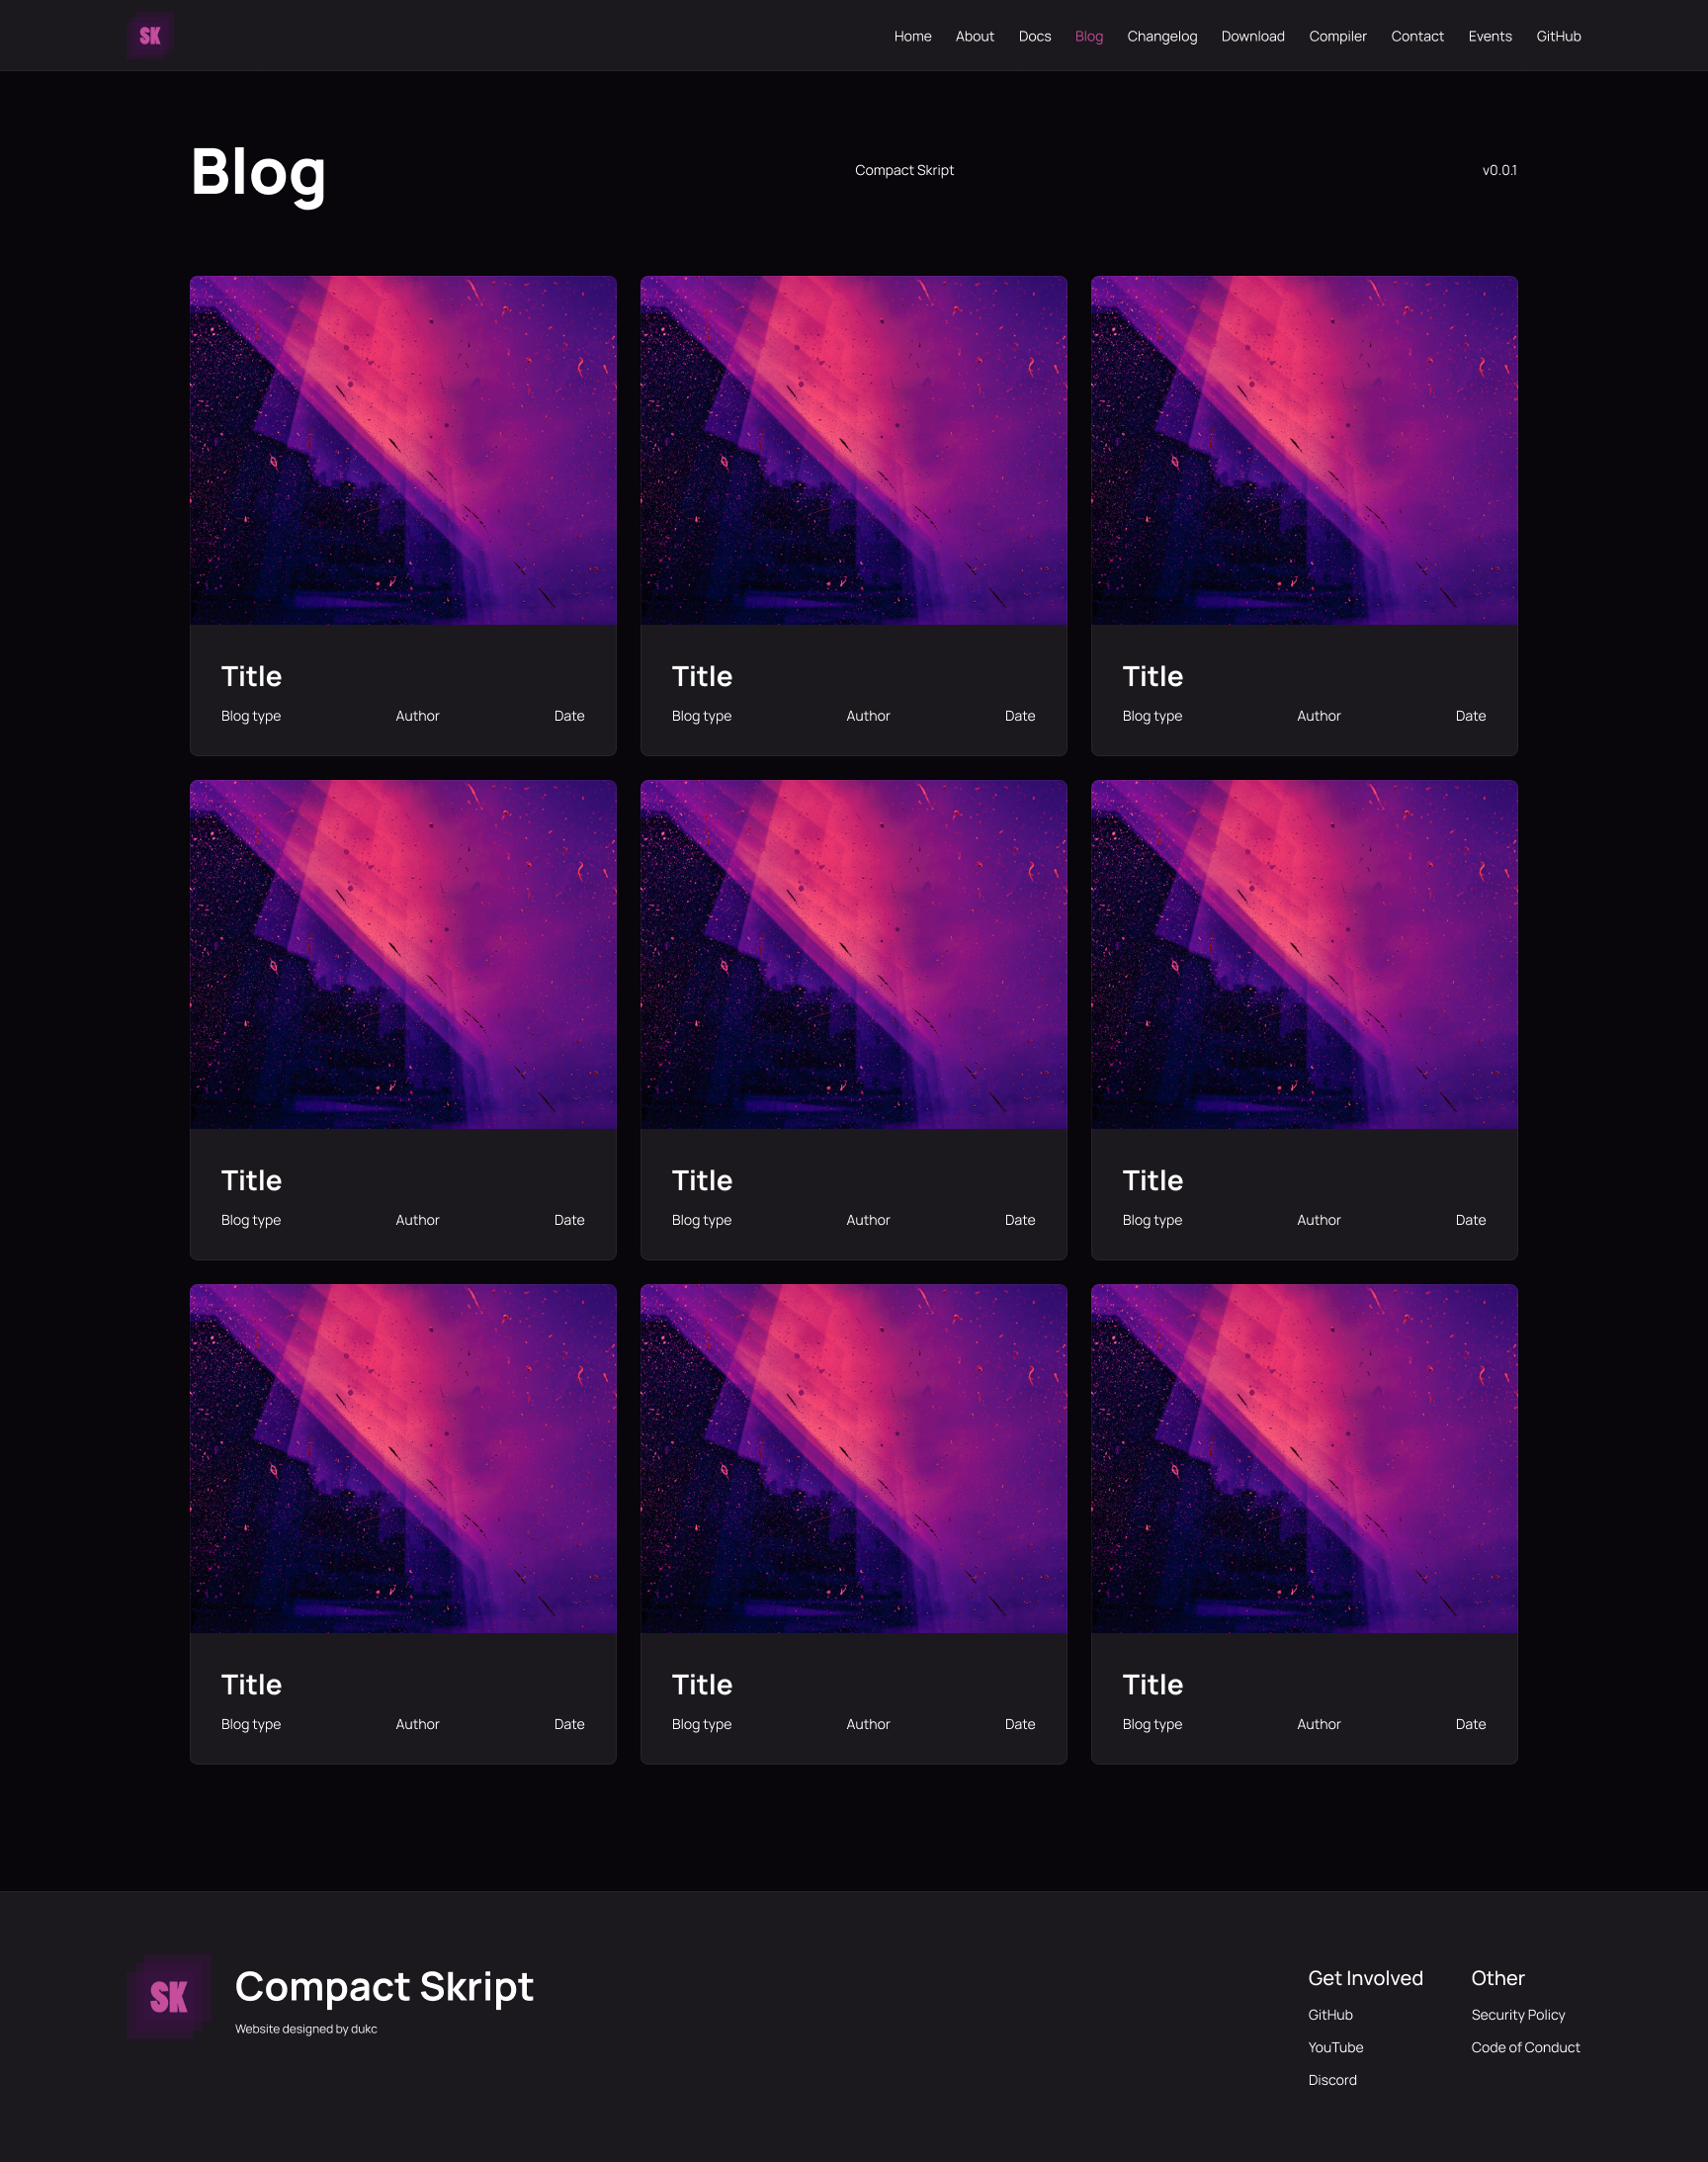 SK
Home About Docs Blog Changelog Download Compiler Contact Events GitHub
Blog Compact Skript v0.0.1
Title Title Title
Blog type Author Date Blog type Author Date Blog type Author Date
Title Title Title
Blog type Author Date Blog type Author Date Blog type Author Date
Title Title Title
Blog type Author Date Blog type Author Date Blog type Author Date
SK
Compact Skript
Website designed by dukc
Get Involved
GitHub
YouTube
Discord
Other
Security Policy
Code of Conduct